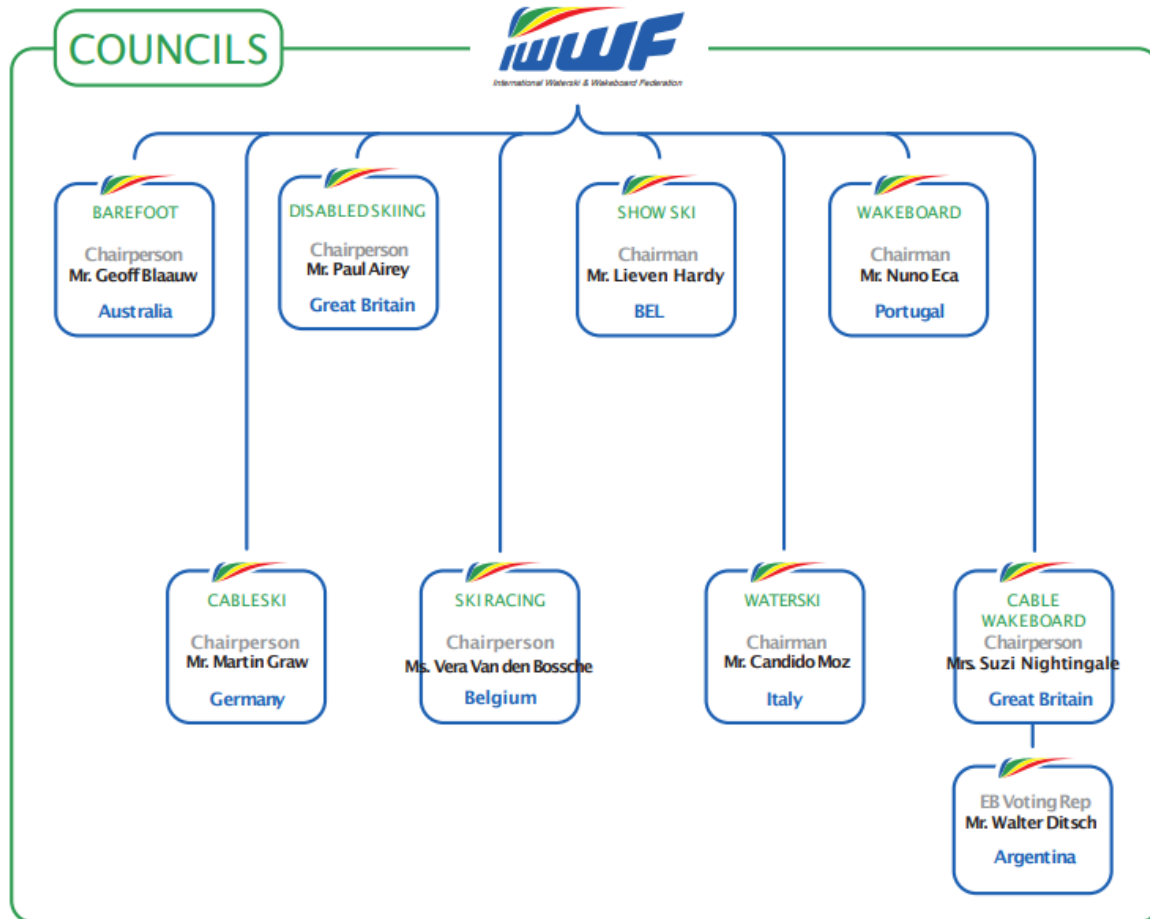 COUNCILS
IWWF
International Waterski & Wakeboard Federation
BAREFOOT
Chairperson
Mr. Geoff Blaauw
Australia
DISABLED SKIING
Chairperson
Mr. Paul Airey
Great Britain
SHOW SKI
Chairman
Mr. Lieven Hardy
BEL
WAKEBOARD
Chairman
Mr. Nuno Eca
Portugal
CABLESKI
Chairperson
Mr. Martin Graw
Germany
SKI RACING
Chairperson
Ms. Vera Van den Bossche
Belgium
WATERSKI
Chairman
Mr. Candido Moz
Italy
CABLE
WAKEBOARD
Chairperson
Mrs. Suzi Nightingale
Great Britain
EB Voting Rep
Mr. Walter Ditsch
Argentina